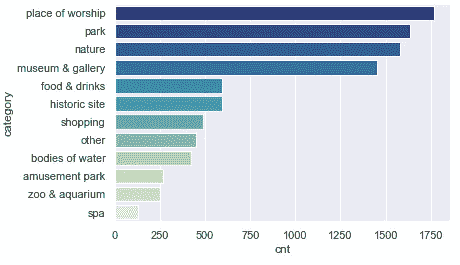 place of worship
park
nature
museum & gallery
food & drinks
historic site
shopping
other
bodies of water
amusement park
zoo & aquarium
spa
category
0 250 500 750 1000 1250 1500 1750
cnt